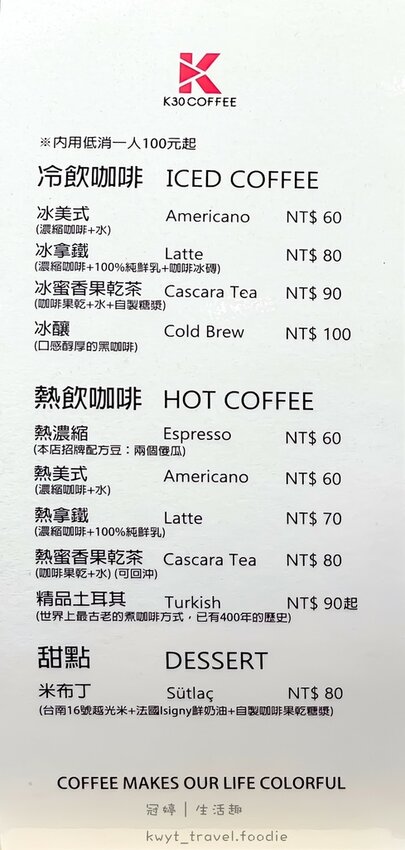 K30COFFEE
※內用低消一人100元起
冷飲咖啡 ICED COFFEE
冰美式 Americano NT$ 60
(濃縮咖啡+水)
冰拿鐵 Latte NT$ 80
(濃縮咖啡+100%純鮮乳+咖啡冰磚)
冰蜜香果乾茶 Cascara Tea NT$ 90
(咖啡果乾+水+自製糖漿)
冰釀 Cold Brew NT$ 100
(口感醇厚的黑咖啡)
熱飲咖啡 HOT COFFEE
熱濃縮 Espresso NT$ 60
(本店招牌配方豆：兩個傻瓜)
熱美式 Americano NT$ 60
(濃縮咖啡+水)
熱拿鐵 Latte NT$ 70
(濃縮咖啡+100%純鮮乳)
熱蜜香果乾茶 Cascara Tea NT$ 80
(咖啡果乾+水) (可回沖)
精品土耳其 Turkish NT$ 90起
(世界上最古老的煮咖啡方式，已有400年的歷史)
甜點 DESSERT
米布丁 Sütlaç NT$ 80
(台南16號越光米+法國Isigny鮮奶油+自製咖啡果乾糖漿)
COFFEE MAKES OUR LIFE COLORFUL
冠婷 | 生活趣
kwyt_travel.foodie